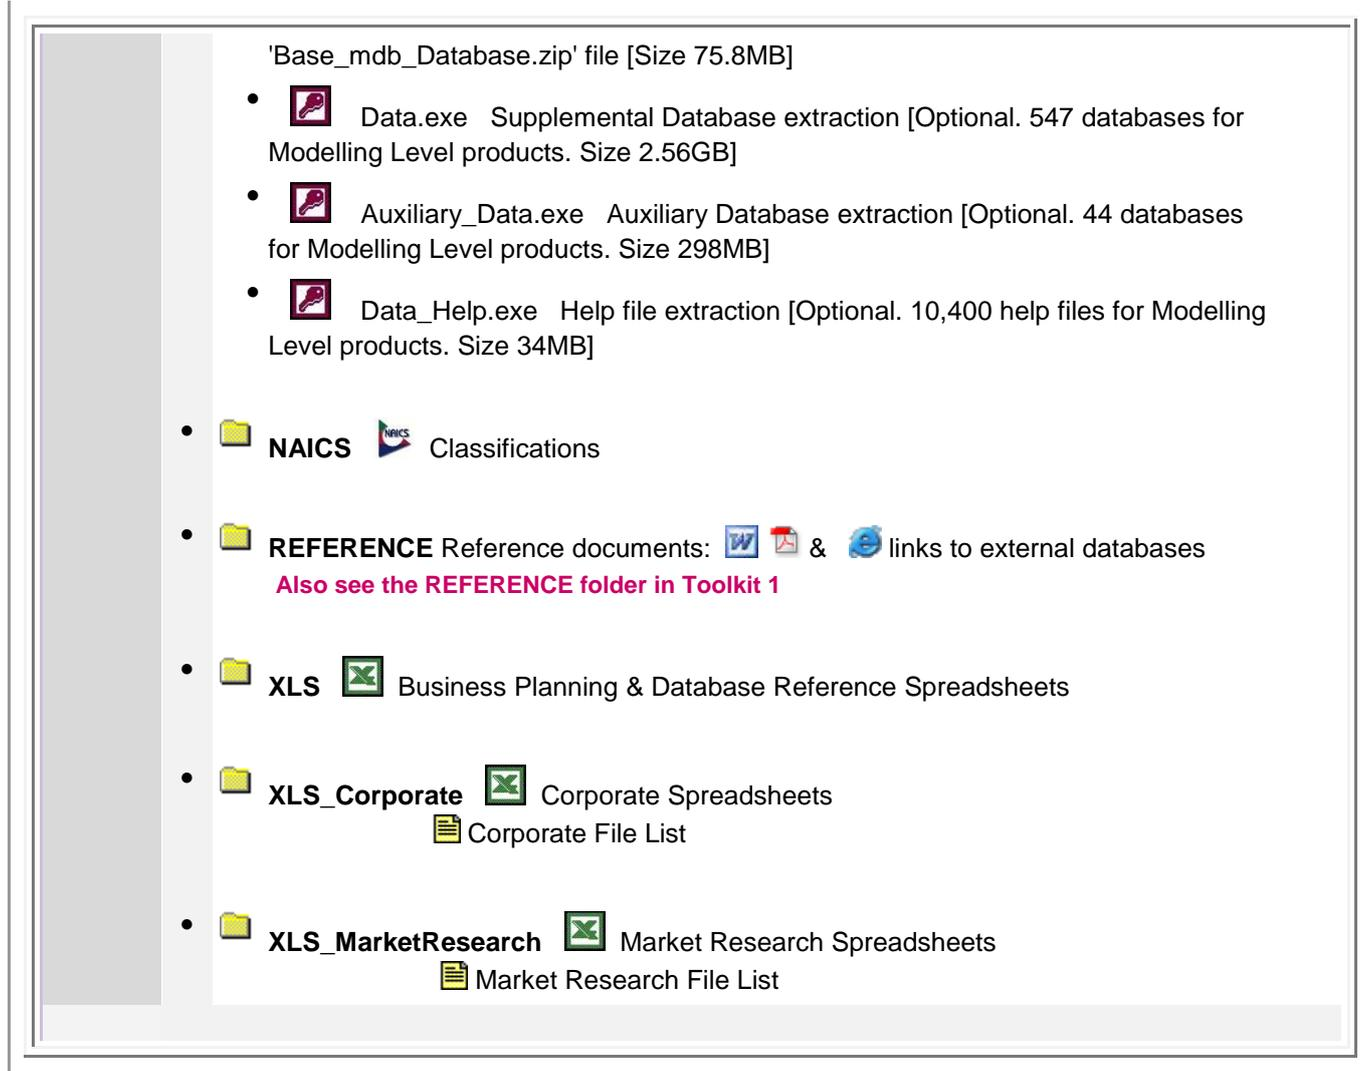 'Base_mdb_Database.zip' file [Size 75.8MB]
Data.exe Supplemental Database extraction [Optional. 547 databases for
Modelling Level products. Size 2.56GB]
Auxiliary_Data.exe Auxiliary Database extraction [Optional. 44 databases
for Modelling Level products. Size 298MB]
Data_Help.exe Help file extraction [Optional. 10,400 help files for Modelling
Level products. Size 34MB]
NAICS NAICS Classifications
REFERENCE Reference documents: W & links to external databases
Also see the REFERENCE folder in Toolkit 1
XLS Business Planning & Database Reference Spreadsheets
XLS_Corporate Corporate Spreadsheets
Corporate File List
XLS_MarketResearch Market Research Spreadsheets
Market Research File List